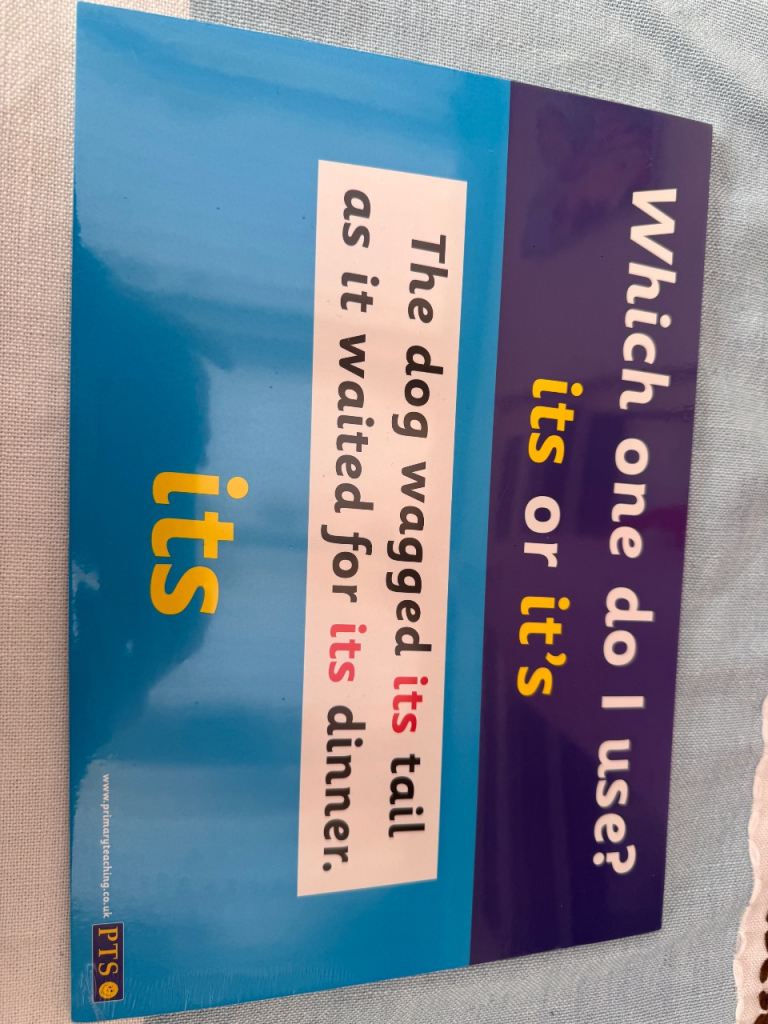 Which one do I use?
its or it's
The dog wagged its tail
as it waited for its dinner.
its
www.primaryteaching.co.uk
PTS